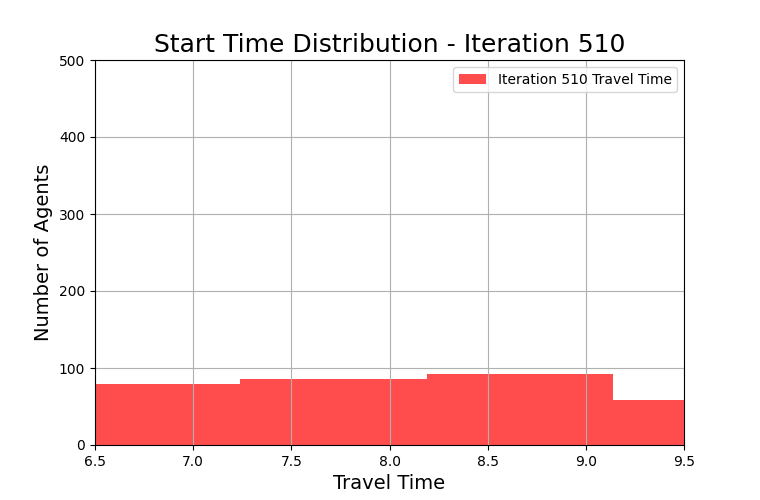 Start Time Distribution - Iteration 510
Iteration 510 Travel Time
Number of Agents
500
400
300
200
100
0
6.5 7.0 7.5 8.0 8.5 9.0 9.5
Travel Time